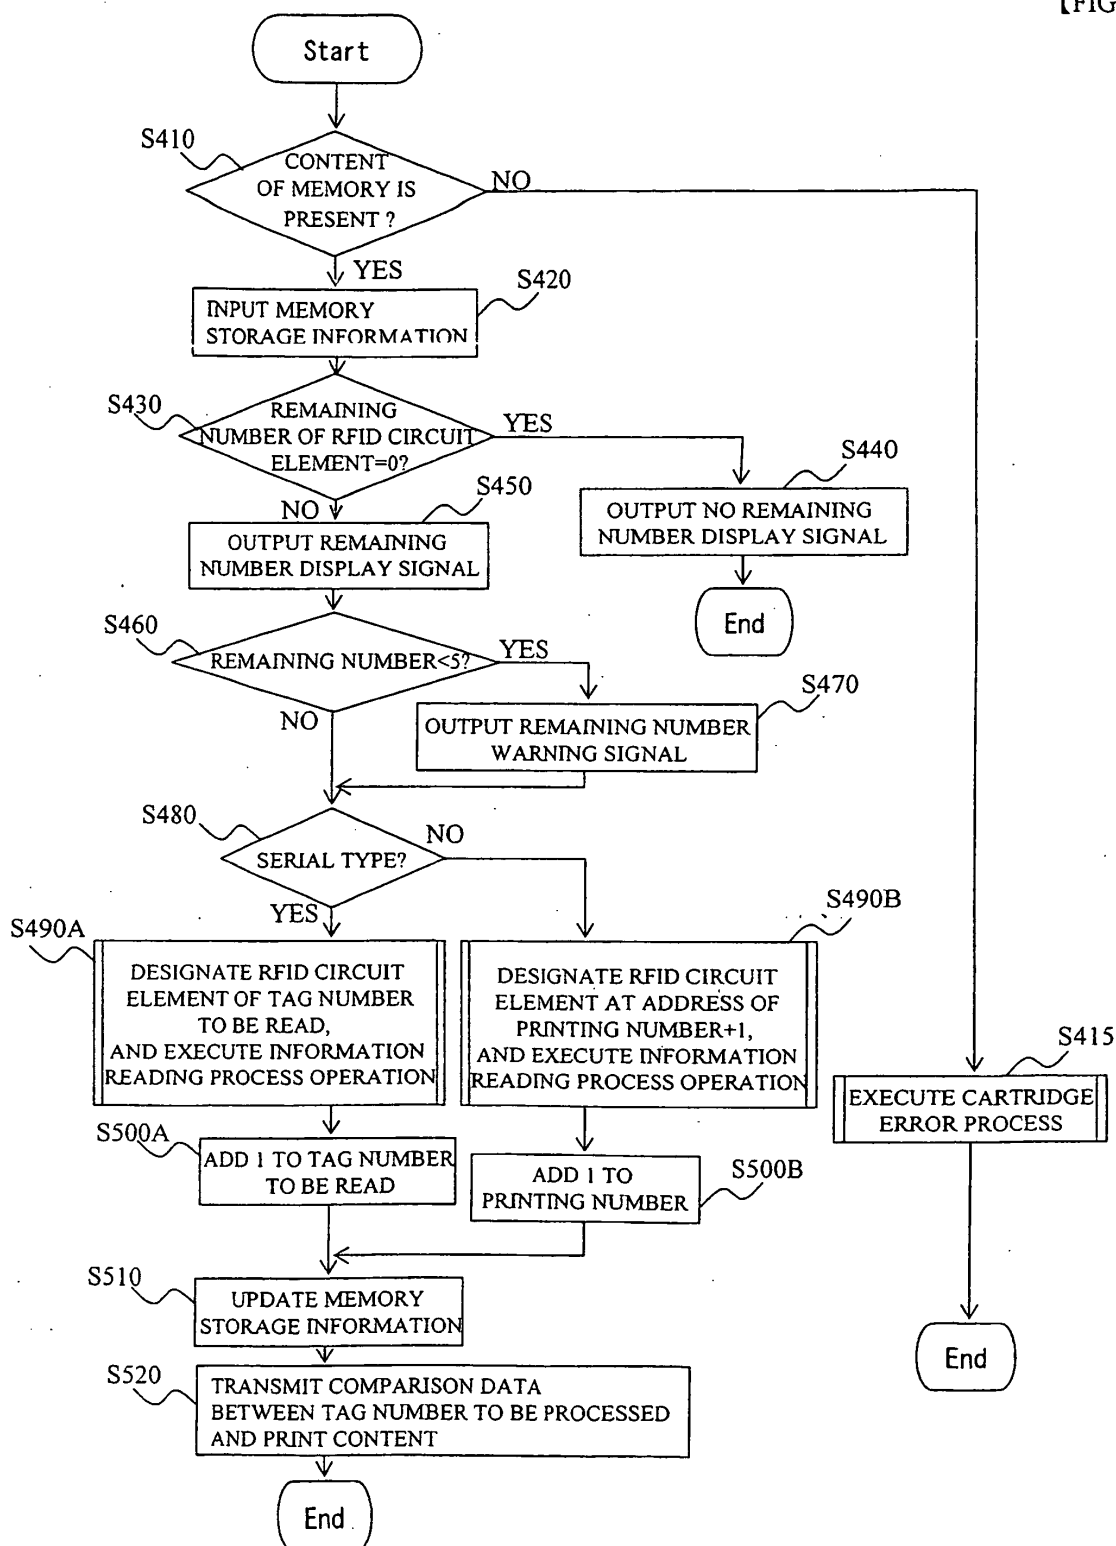 【FIG
Start
S410
CONTENT
OF MEMORY IS
PRESENT ?
NO
YES
S420
INPUT MEMORY
STORAGE INFORMATION
S430
REMAINING
NUMBER OF RFID CIRCUIT
ELEMENT=0?
YES
S440
OUTPUT NO REMAINING
NUMBER DISPLAY SIGNAL
End
NO
S450
OUTPUT REMAINING
NUMBER DISPLAY SIGNAL
S460
REMAINING NUMBER<5?
YES
S470
OUTPUT REMAINING NUMBER
WARNING SIGNAL
NO
S480
SERIAL TYPE?
NO
YES
S490A
DESIGNATE RFID CIRCUIT
ELEMENT OF TAG NUMBER
TO BE READ,
AND EXECUTE INFORMATION
READING PROCESS OPERATION
S490B
DESIGNATE RFID CIRCUIT
ELEMENT AT ADDRESS OF
PRINTING NUMBER+1,
AND EXECUTE INFORMATION
READING PROCESS OPERATION
S415
EXECUTE CARTRIDGE
ERROR PROCESS
S500A
ADD 1 TO TAG NUMBER
TO BE READ
S500B
ADD 1 TO
PRINTING NUMBER
S510
UPDATE MEMORY
STORAGE INFORMATION
End
S520
TRANSMIT COMPARISON DATA
BETWEEN TAG NUMBER TO BE PROCESSED
AND PRINT CONTENT
End